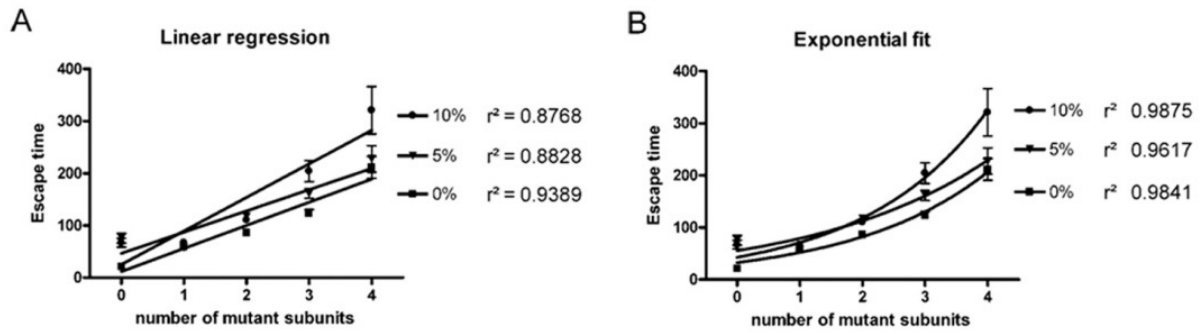 A
Linear regression
Escape time
400
300
200
100
0
0 1 2 3 4
number of mutant subunits
10% r² = 0.8768
5% r² = 0.8828
0% r² = 0.9389
B
Exponential fit
Escape time
400
300
200
100
0
0 1 2 3 4
number of mutant subunits
10% r² 0.9875
5% r² 0.9617
0% r² 0.9841